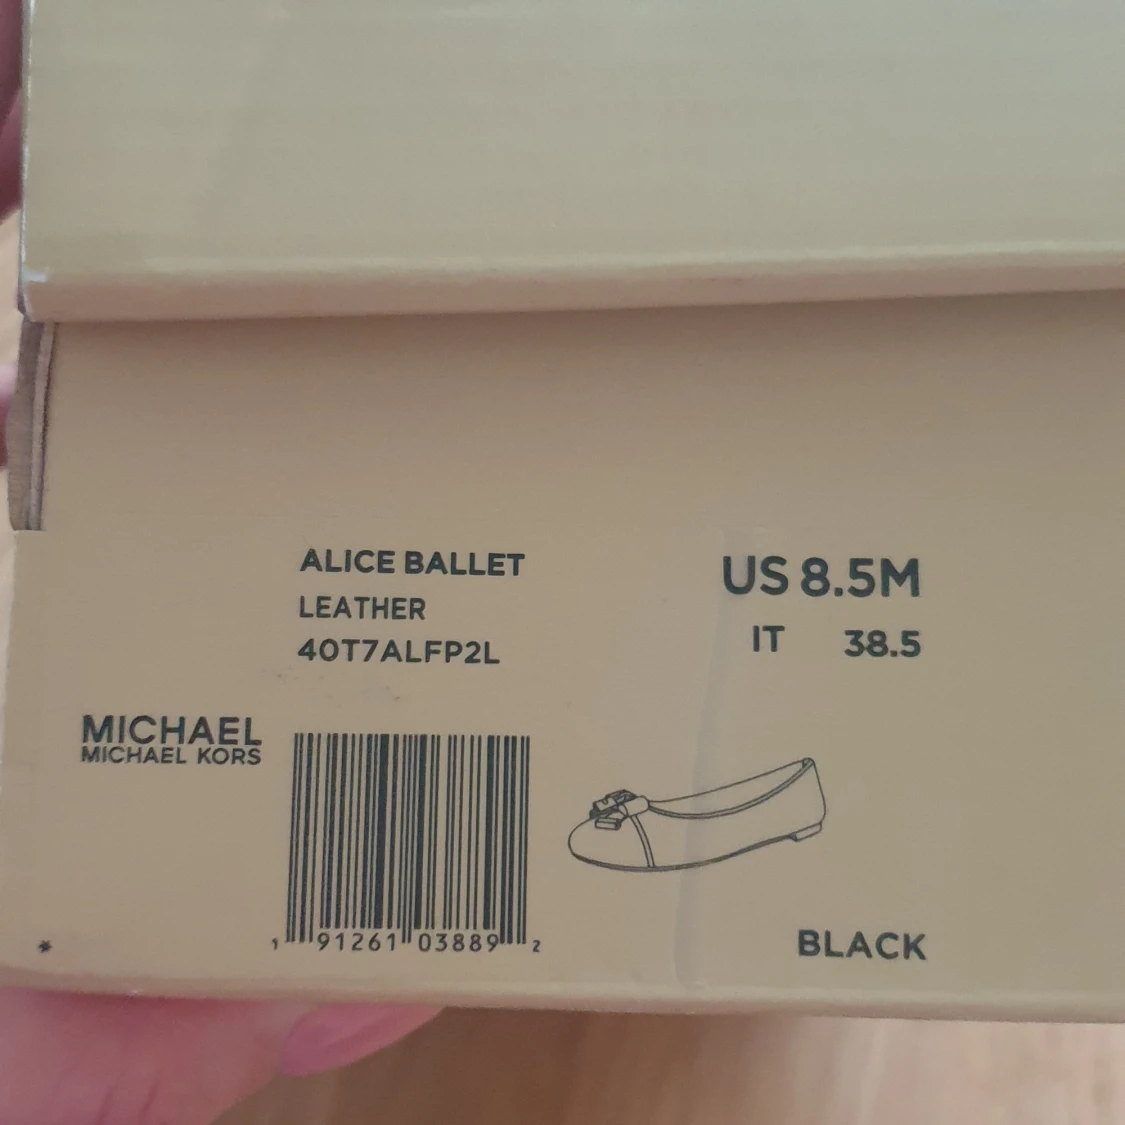 ALICE BALLET
LEATHER
40T7ALFP2L
US 8.5M
IT 38.5
MICHAEL
MICHAEL KORS
1 91261 03889 2
*
BLACK